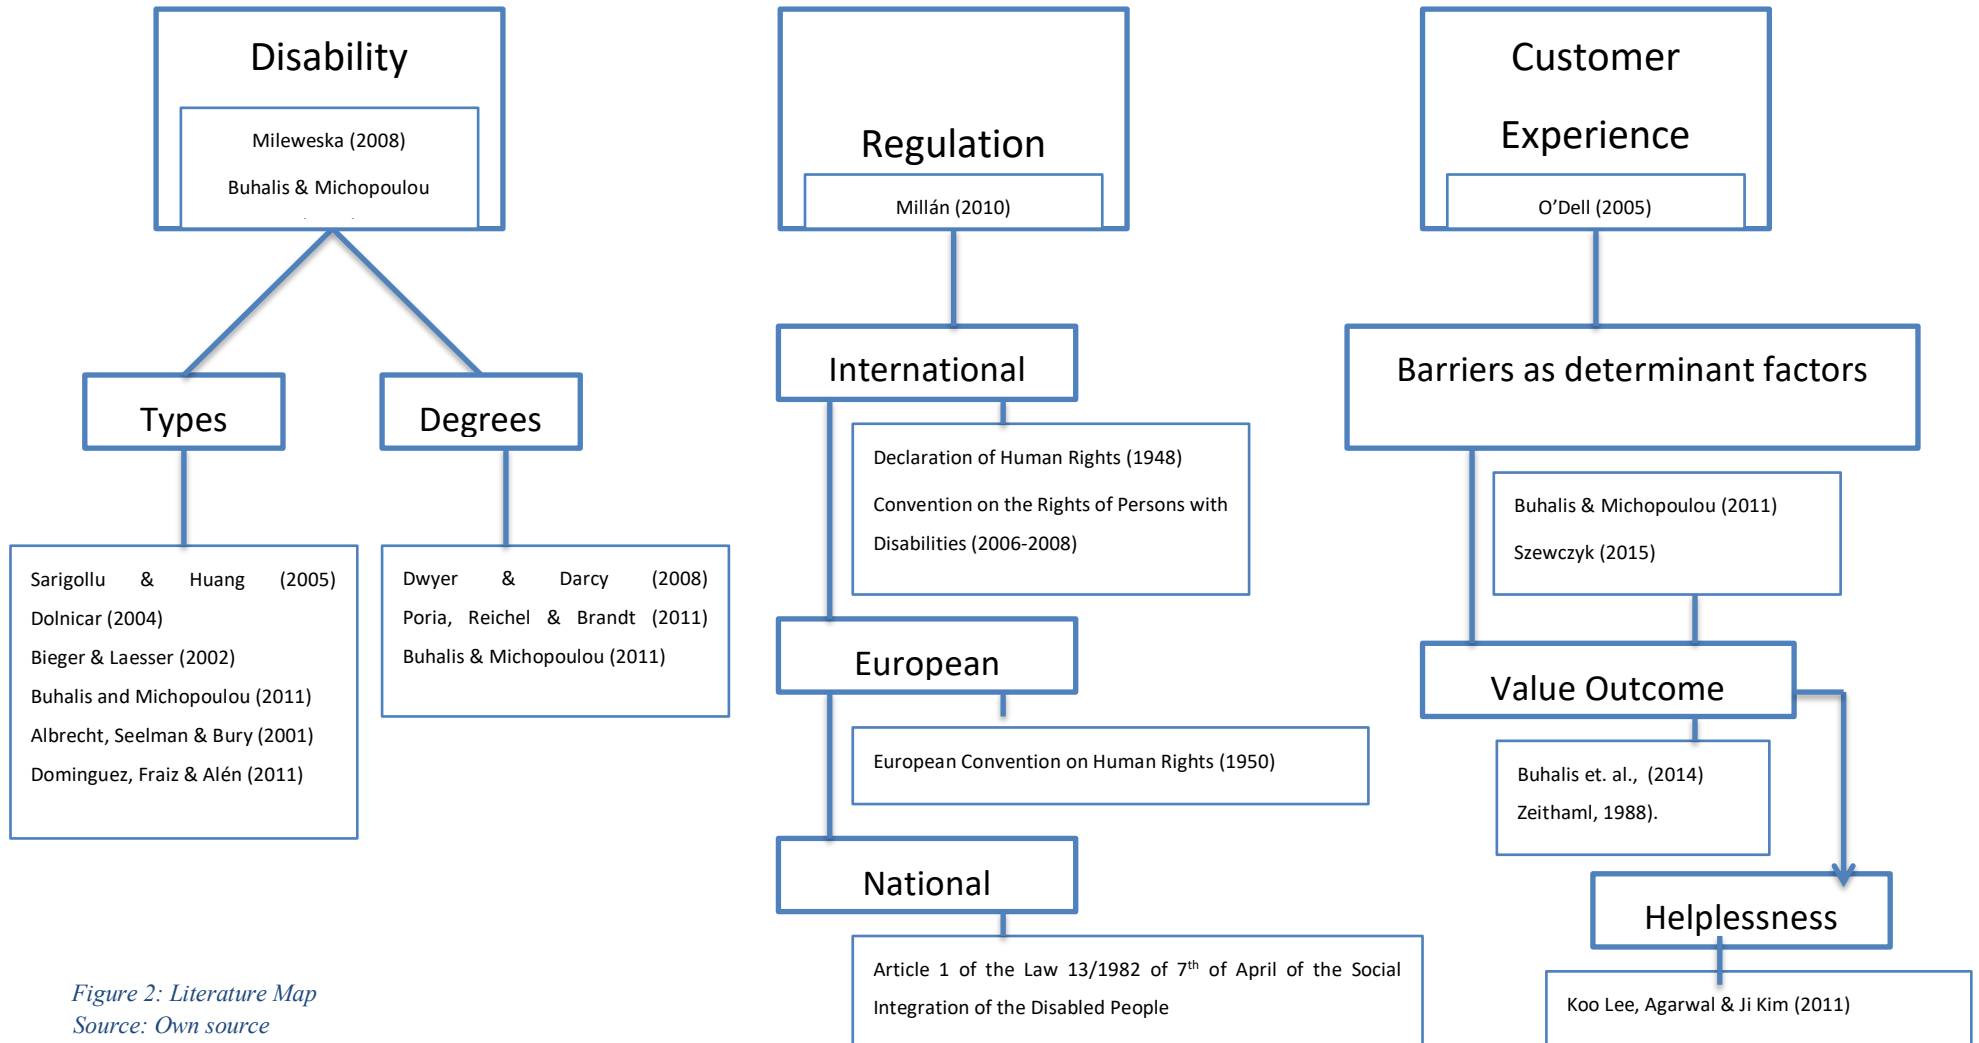 Disability
Mileweska (2008)
Buhalis & Michopoulou
Types
Sarigollu & Huang (2005)
Dolnicar (2004)
Bieger & Laesser (2002)
Buhalis and Michopoulou (2011)
Albrecht, Seelman & Bury (2001)
Dominguez, Fraiz & Alén (2011)
Degrees
Dwyer & Darcy (2008)
Poria, Reichel & Brandt (2011)
Buhalis & Michopoulou (2011)
Regulation
Millán (2010)
International
Declaration of Human Rights (1948)
Convention on the Rights of Persons with
Disabilities (2006-2008)
European
European Convention on Human Rights (1950)
National
Article 1 of the Law 13/1982 of 7th of April of the Social
Integration of the Disabled People
Customer
Experience
O’Dell (2005)
Barriers as determinant factors
Buhalis & Michopoulou (2011)
Szewczyk (2015)
Value Outcome
Buhalis et. al., (2014)
Zeithaml, 1988).
Helplessness
Koo Lee, Agarwal & Ji Kim (2011)
Figure 2: Literature Map
Source: Own source